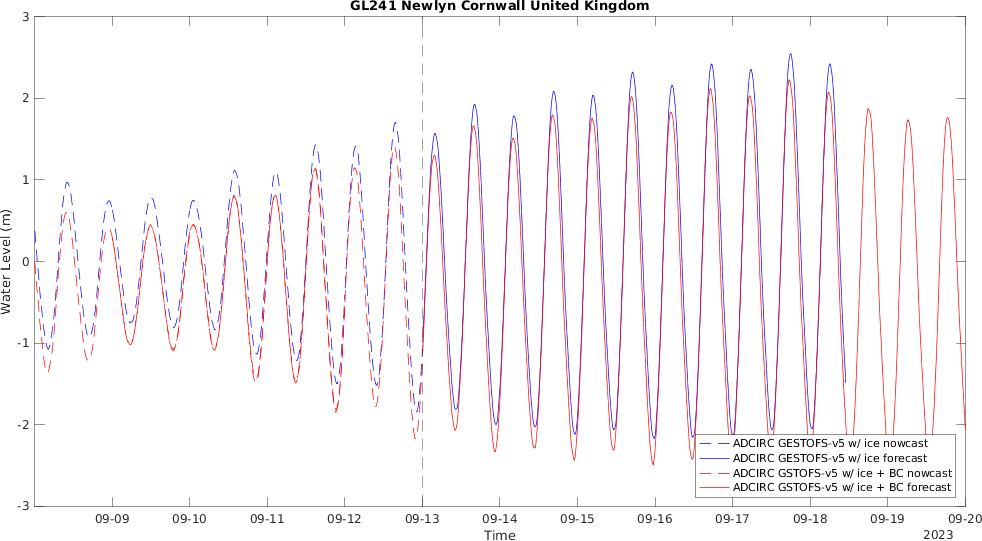 GL241 Newlyn Cornwall United Kingdom
3
2
1
0
-1
-2
-3
Water Level (m)
ADCIRC GESTOFS-v5 w/ ice nowcast
ADCIRC GESTOFS-v5 w/ ice forecast
ADCIRC GSTOFS-v5 w/ ice + BC nowcast
ADCIRC GSTOFS-v5 w/ ice + BC forecast
09-09 09-10 09-11 09-12 09-13 09-14 09-15 09-16 09-17 09-18 09-19 09-20
Time
2023